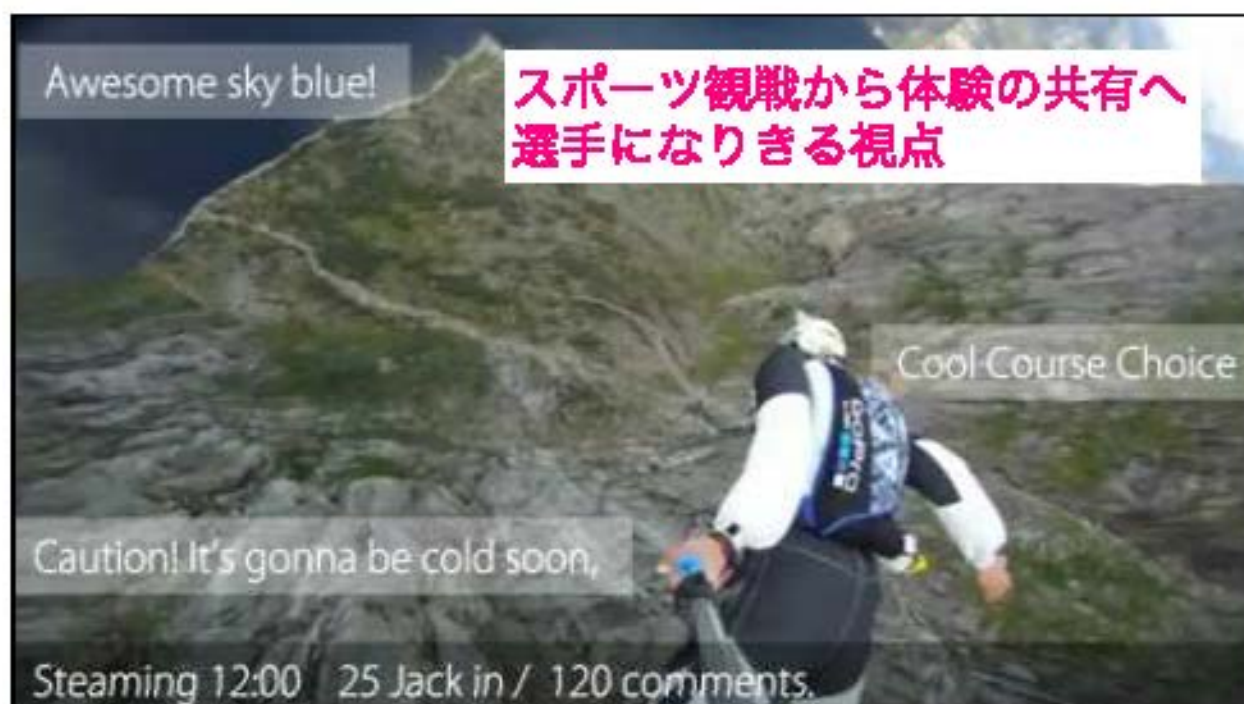 Awesome sky blue!
スポーツ観戦から体験の共有へ
選手になりきる視点
Cool Course Choice
GoPro
Caution! It's gonna be cold soon,
Steaming 12:00 25 Jack in / 120 comments.